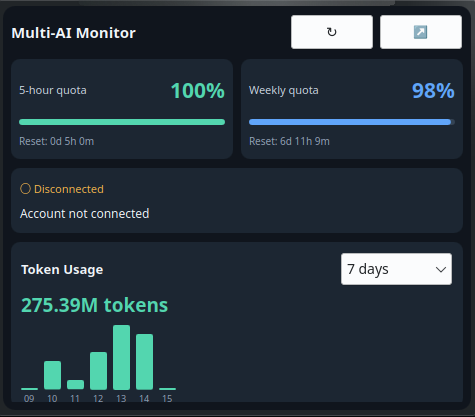 Multi-AI Monitor
↻
↗
5-hour quota
100%
Reset: 0d 5h 0m
Weekly quota
98%
Reset: 6d 11h 9m
Disconnected
Account not connected
Token Usage
7 days
275.39M tokens
09 10 11 12 13 14 15